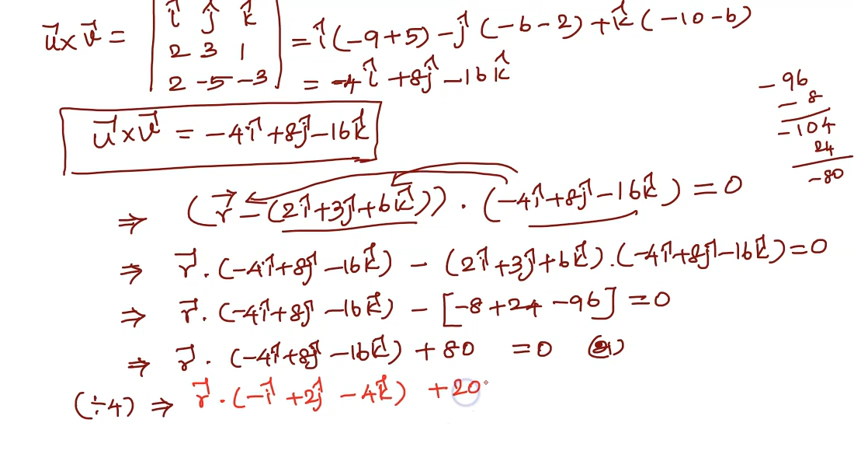 î ĵ k̂
u⃗ x v⃗ = | 2 3 1 | = î (-9+5) - ĵ (-6-2) + k̂ (-10-6)
2 -5 -3 = -4î +8ĵ -16k̂
u⃗ x v⃗ = -4î+8ĵ-16k̂
-96
-8
-104
24
-80
⇒ (r⃗ - (2î+3ĵ+6k̂)) . (-4î+8ĵ-16k̂) = 0
⇒ r⃗ . (-4î+8ĵ-16k̂) - (2î+3ĵ+6k̂) . (-4î+8ĵ-16k̂) = 0
⇒ r⃗ . (-4î+8ĵ-16k̂) - [-8+24-96] = 0
⇒ r⃗ . (-4î+8ĵ-16k̂) + 80 = 0
(÷4) ⇒ r⃗ . (-î+2ĵ-4k̂) +20